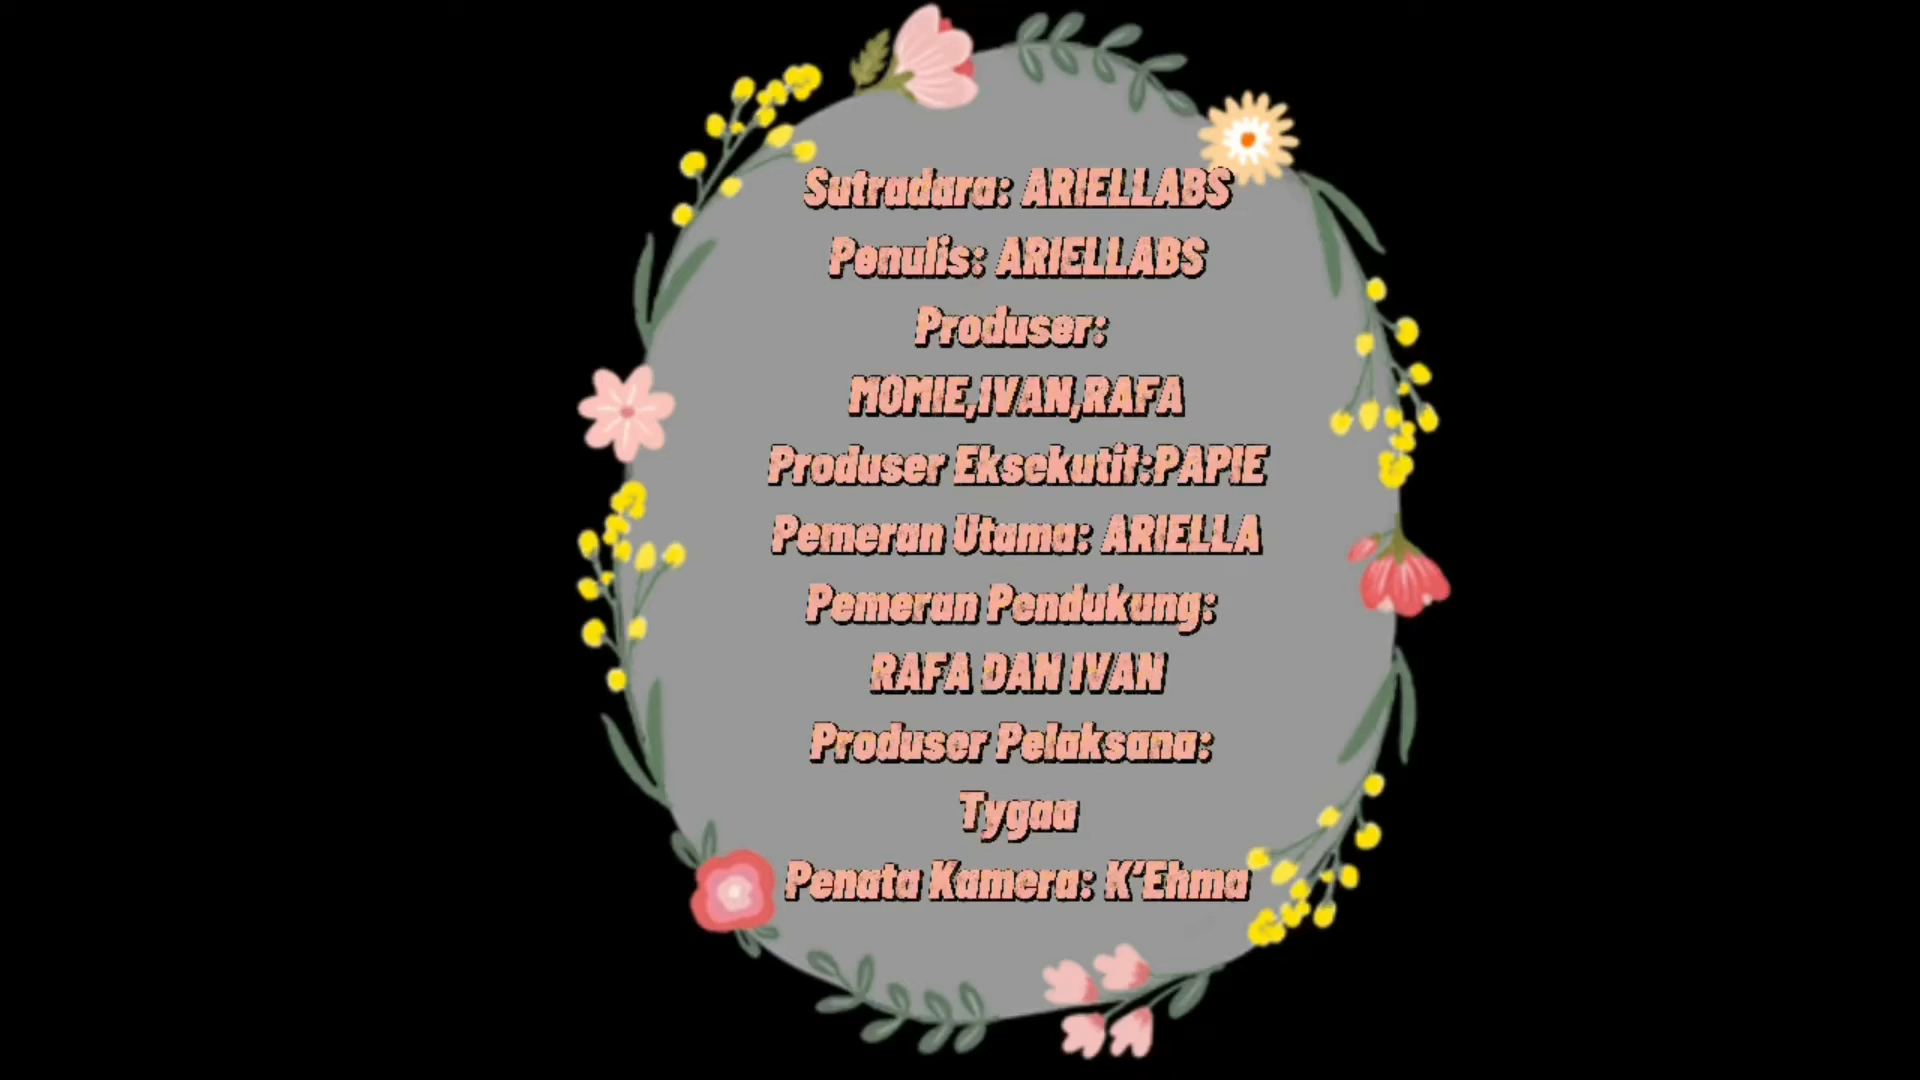 Sutradara: ARIELLABS
Penulis: ARIELLABS
Produser:
MOMIE,IVAN,RAFA
Produser Eksekutif:PAPIE
Pemeran Utama: ARIELLA
Pemeran Pendukung:
RAFA DAN IVAN
Produser Pelaksana:
Tygaa
Penata Kamera: K'Ehma